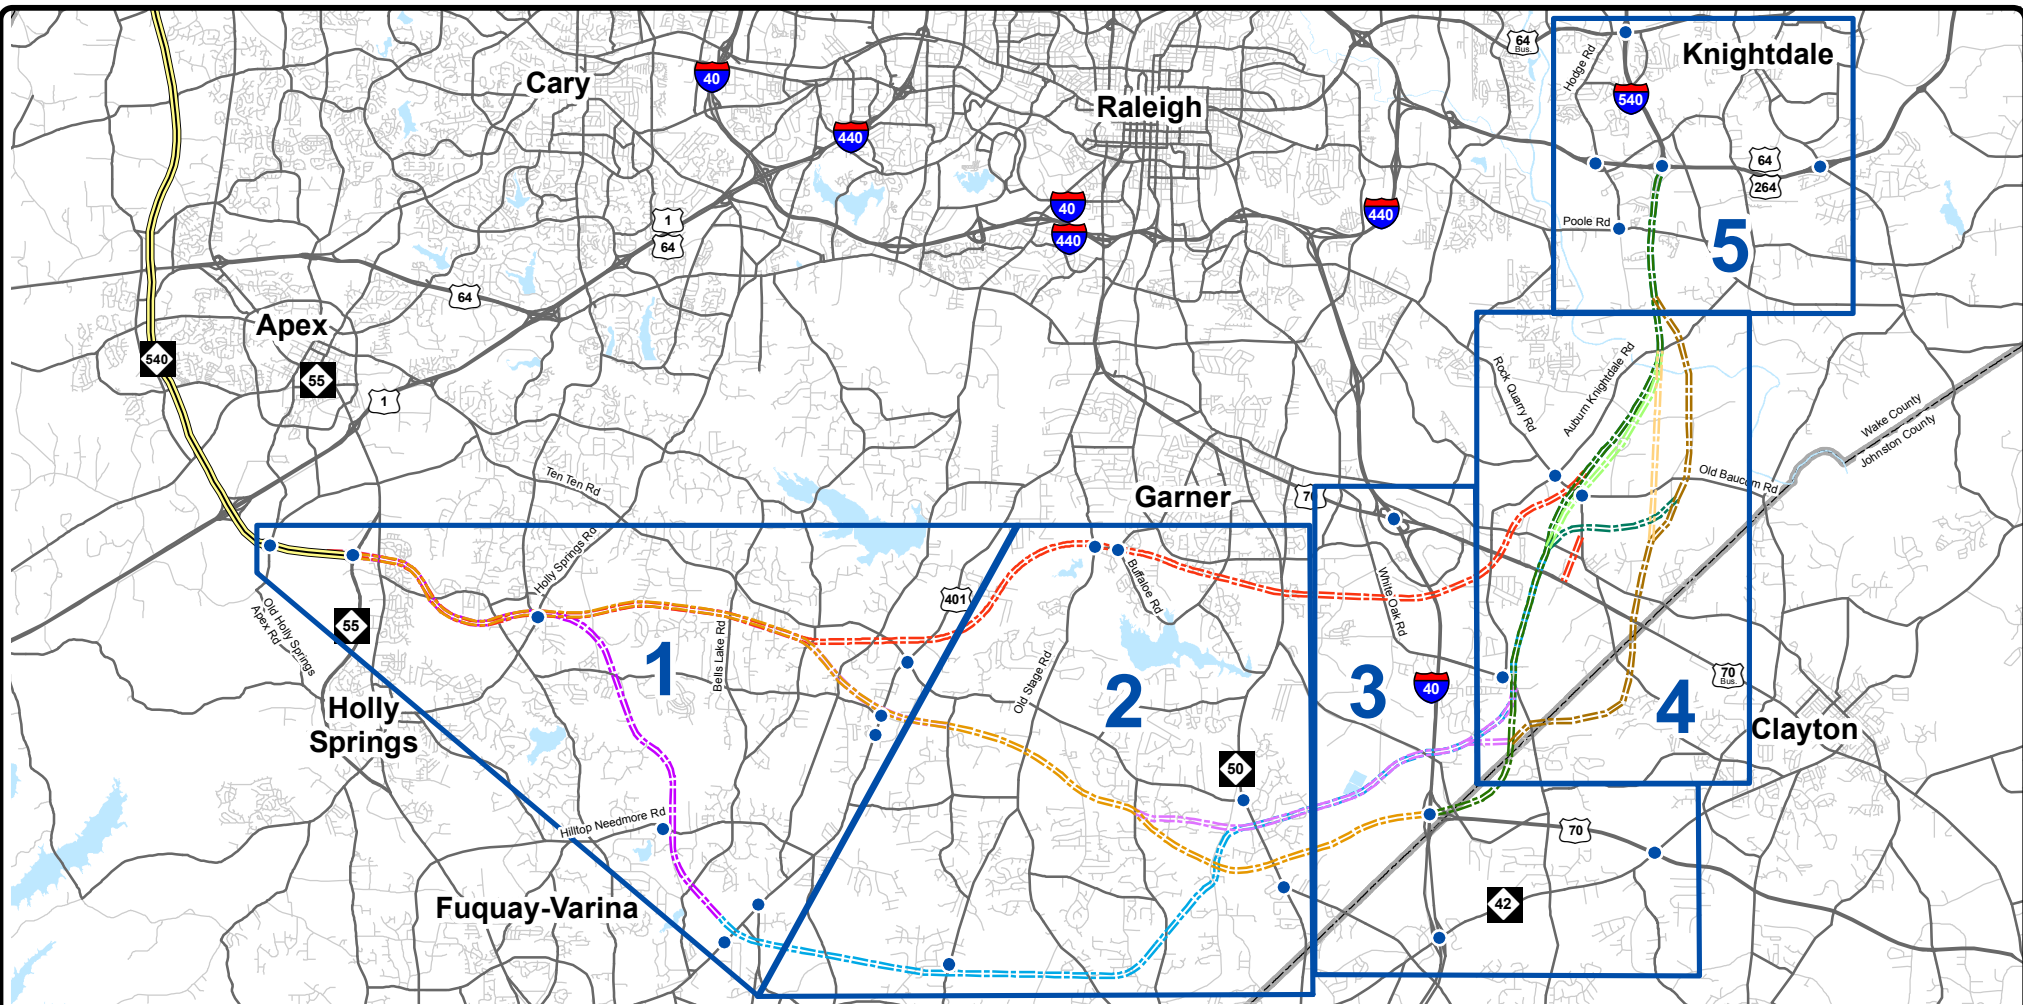 64
Bus.
Hodge Rd
Knightdale
Cary
40
Raleigh
540
440
64
264
40
440
440
1
64
Poole Rd
5
64
Apex
540
55
1
Rock Quarry Rd
Auburn Knightdale Rd
Wake County
Johnston County
Ten Ten Rd
Garner
70
Old Baucom Rd
Holly Springs Rd
Buffaloe Rd
White Oak Rd
401
Old Holly Springs
Apex Rd
55
1
Bells Lake Rd
Old Stage Rd
2
3
40
4
70
Bus.
Holly
Springs
Clayton
50
Hilltop Needmore Rd
70
Fuquay-Varina
42